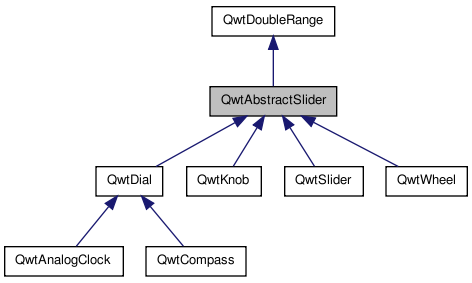 QwtDoubleRange
QwtAbstractSlider
QwtDial
QwtKnob
QwtSlider
QwtWheel
QwtAnalogClock
QwtCompass